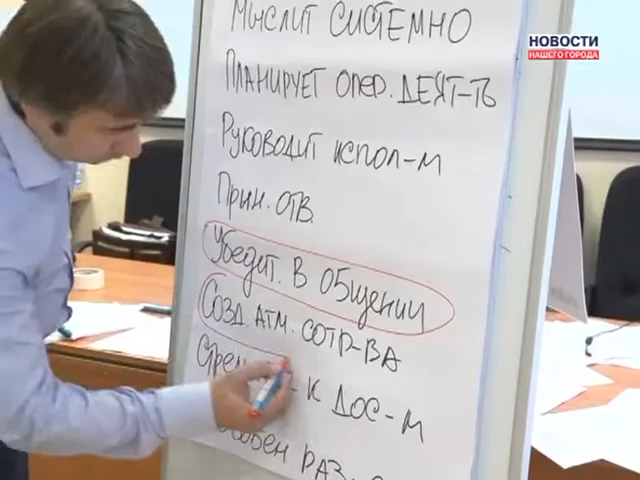 Мыслит системно
Планирует опер. деят-ть
Руководит испол-м
Прин. отв.
Убедит. в общении
Созд. атм. сотр-ва
к дос-м
раз
НОВОСТИ
НАШЕГО ГОРОДА